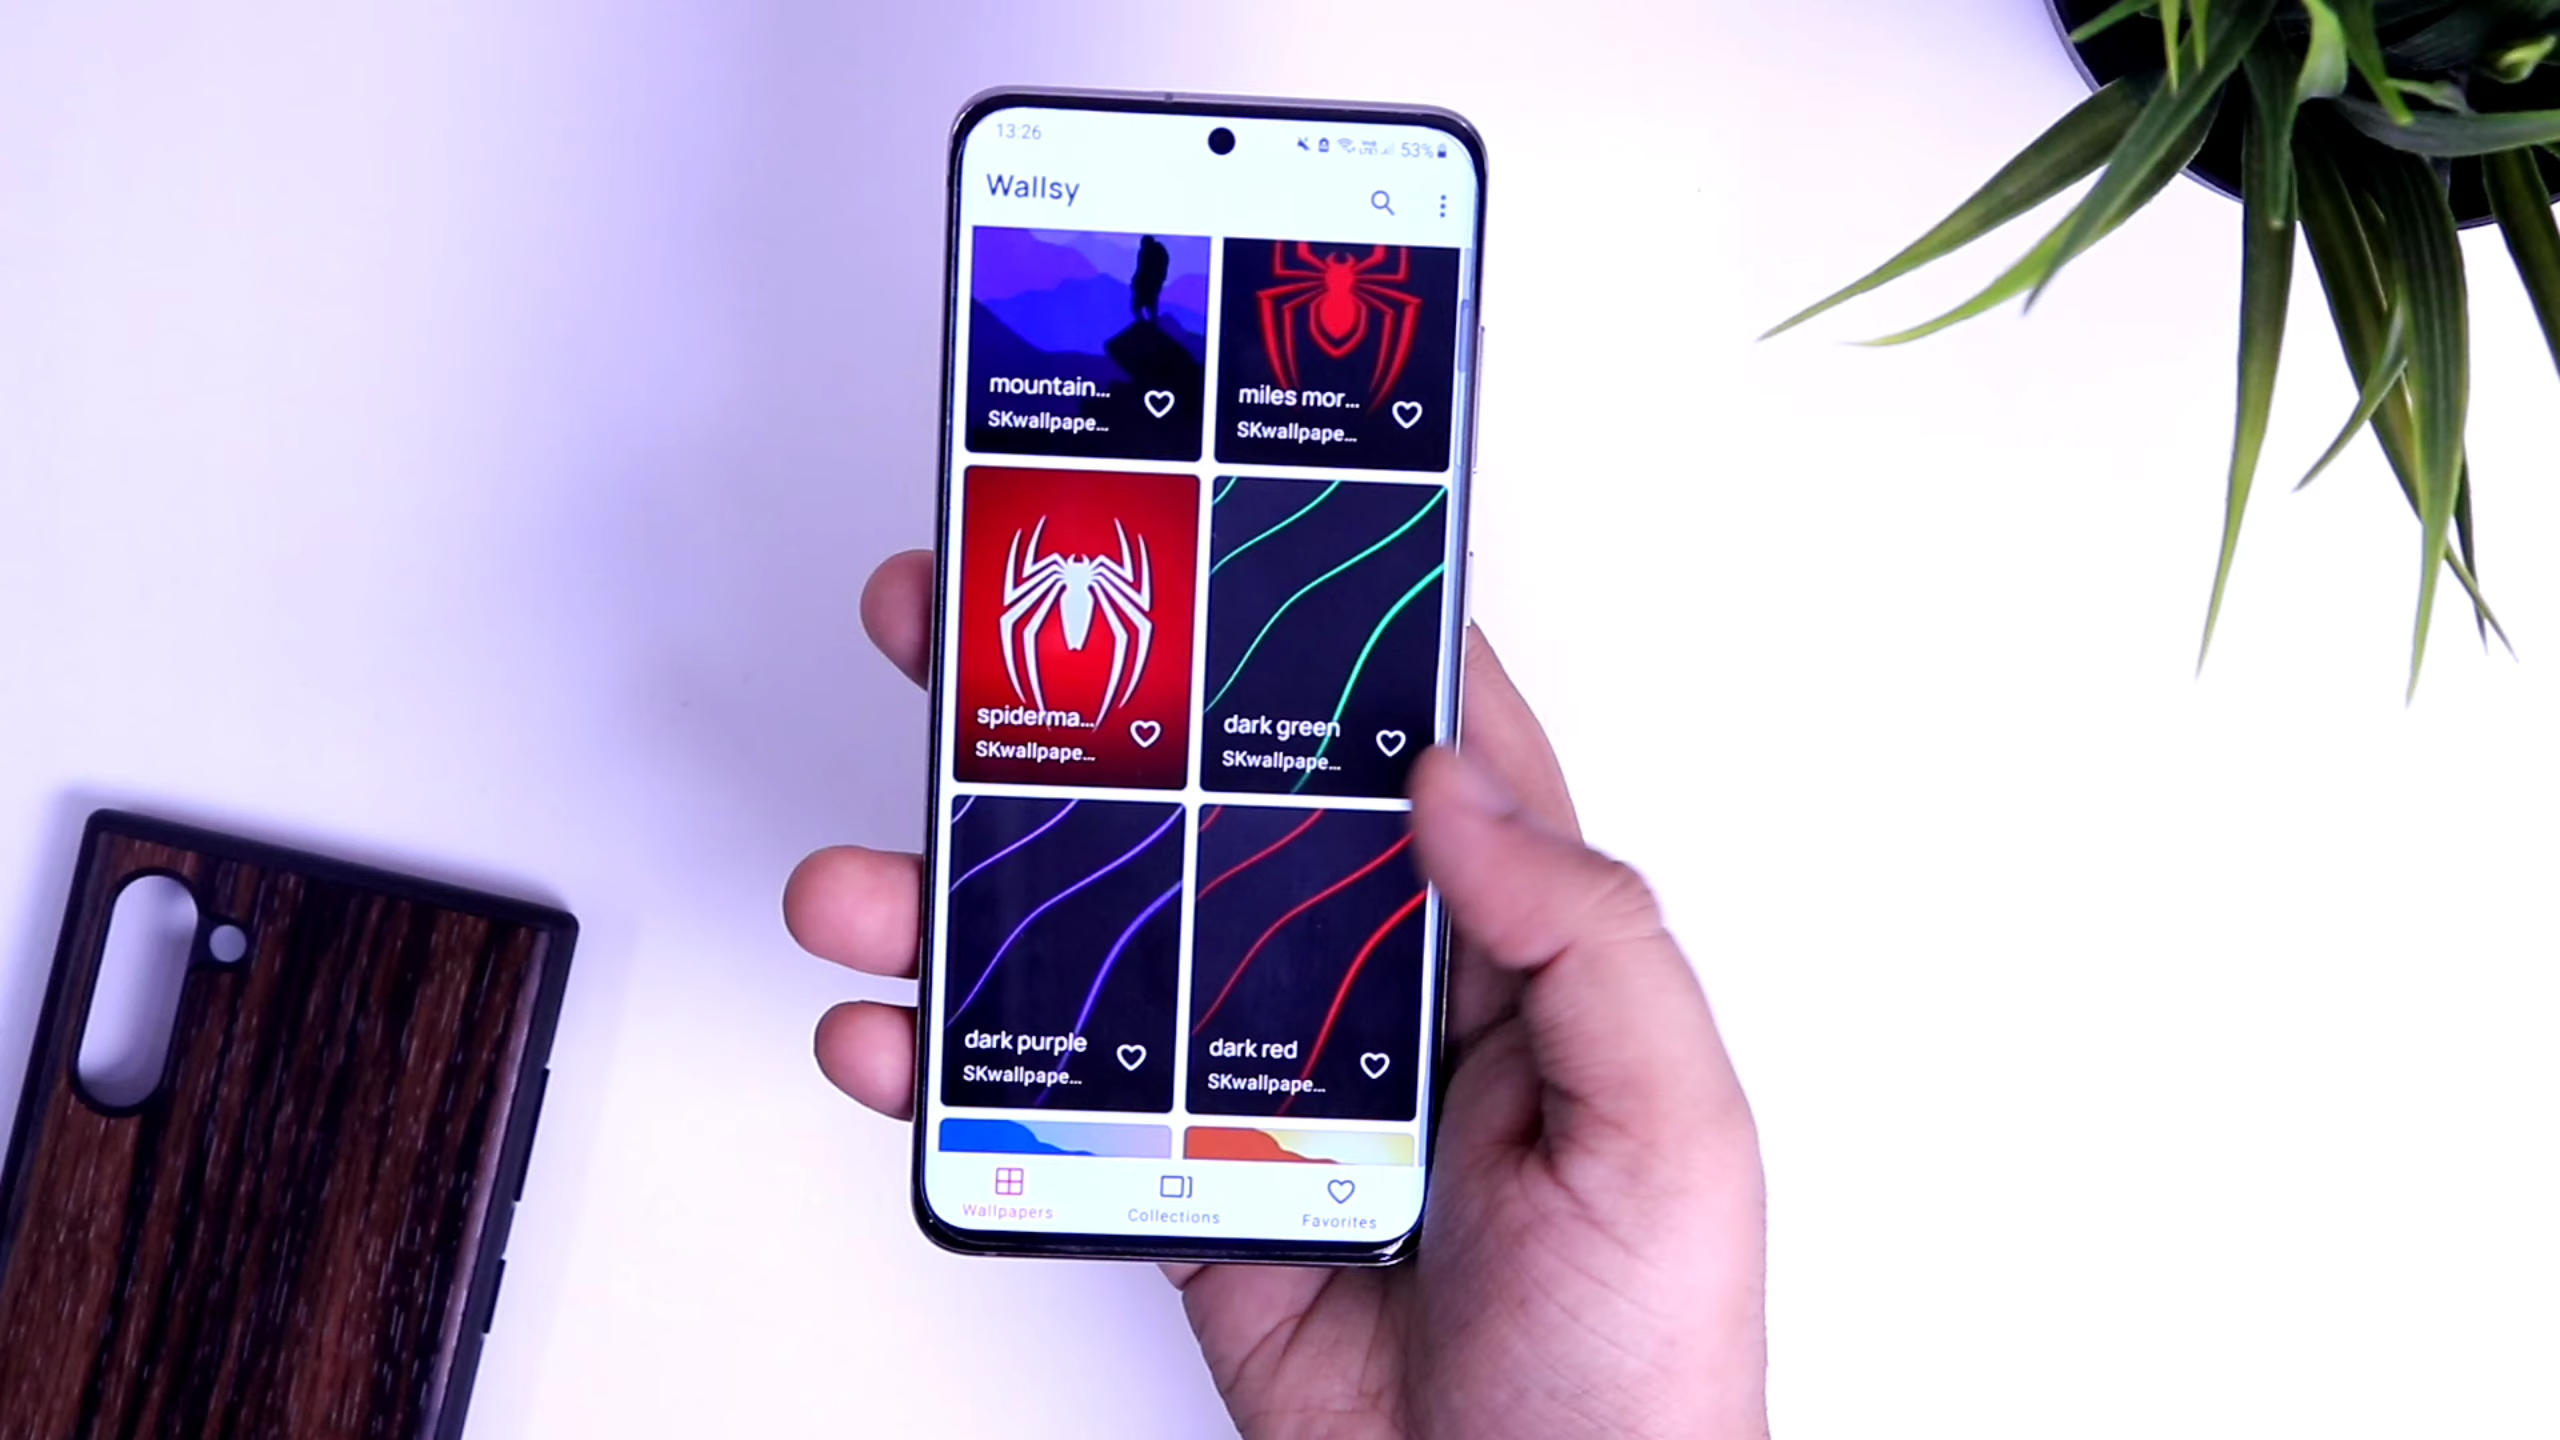 13:26
53%
Wallsy
mountain...
SKwallpape...
miles mor...
SKwallpape...
spiderma...
SKwallpape...
dark green
SKwallpape...
dark purple
SKwallpape...
dark red
SKwallpape...
Wallpapers
Collections
Favorites